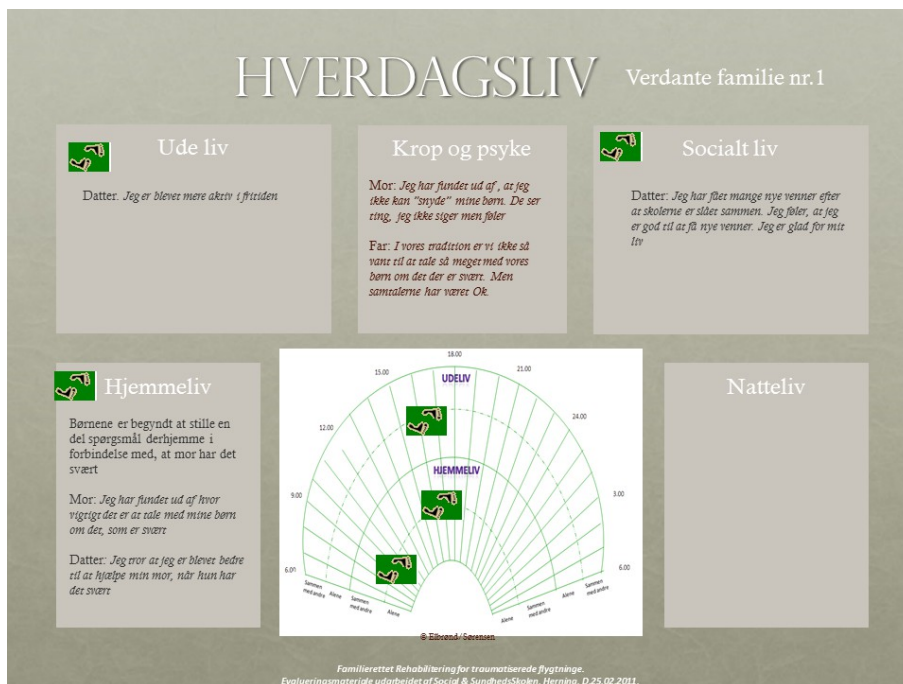 HVERDAGSLIV
Verdante familie nr.1
Ude liv
Datter. Jeg er blevet mere aktiv i fritiden
Krop og psyke
Mor: Jeg har fundet ud af , at jeg
ikke kan "snyde" mine børn. De ser
ting, jeg ikke siger men føler
Far: I vores tradition er vi ikke så
vant til at tale så meget med vores
børn om det der er svært. Men
samtalerne har været Ok.
Socialt liv
Datter: Jeg har fået mange nye venner efter
at skolerne er slået sammen. Jeg føler, at jeg
er god til at få nye venner. Jeg er glad for mit
liv
Hjemmeliv
Børnene er begyndt at stille en
del spørgsmål derhjemme i
forbindelse med, at mor har det
svært
Mor: Jeg har fundet ud af hvor
vigtigt det er at tale med mine børn
om det, som er svært
Datter: Jeg tror at jeg er blevet bedre
til at hjælpe min mor, når hun har
det svært
18.00
15.00
21.00
UDELIV
12.00
24.00
HJEMMELIV
9.00
3.00
6.00
6.00
Sammen
med andre
Alene
Sammen
med andre
Alene
Alene
Sammen
med andre
Alene
Sammen
med andre
© Elbrønd/Sørensen
Natteliv
Familierettet Rehabilitering for traumatiserede flygtninge.
Evalueringsmateriale udarbejdet af Social & SundhedsSkolen, Herning. D.25.02.2011.